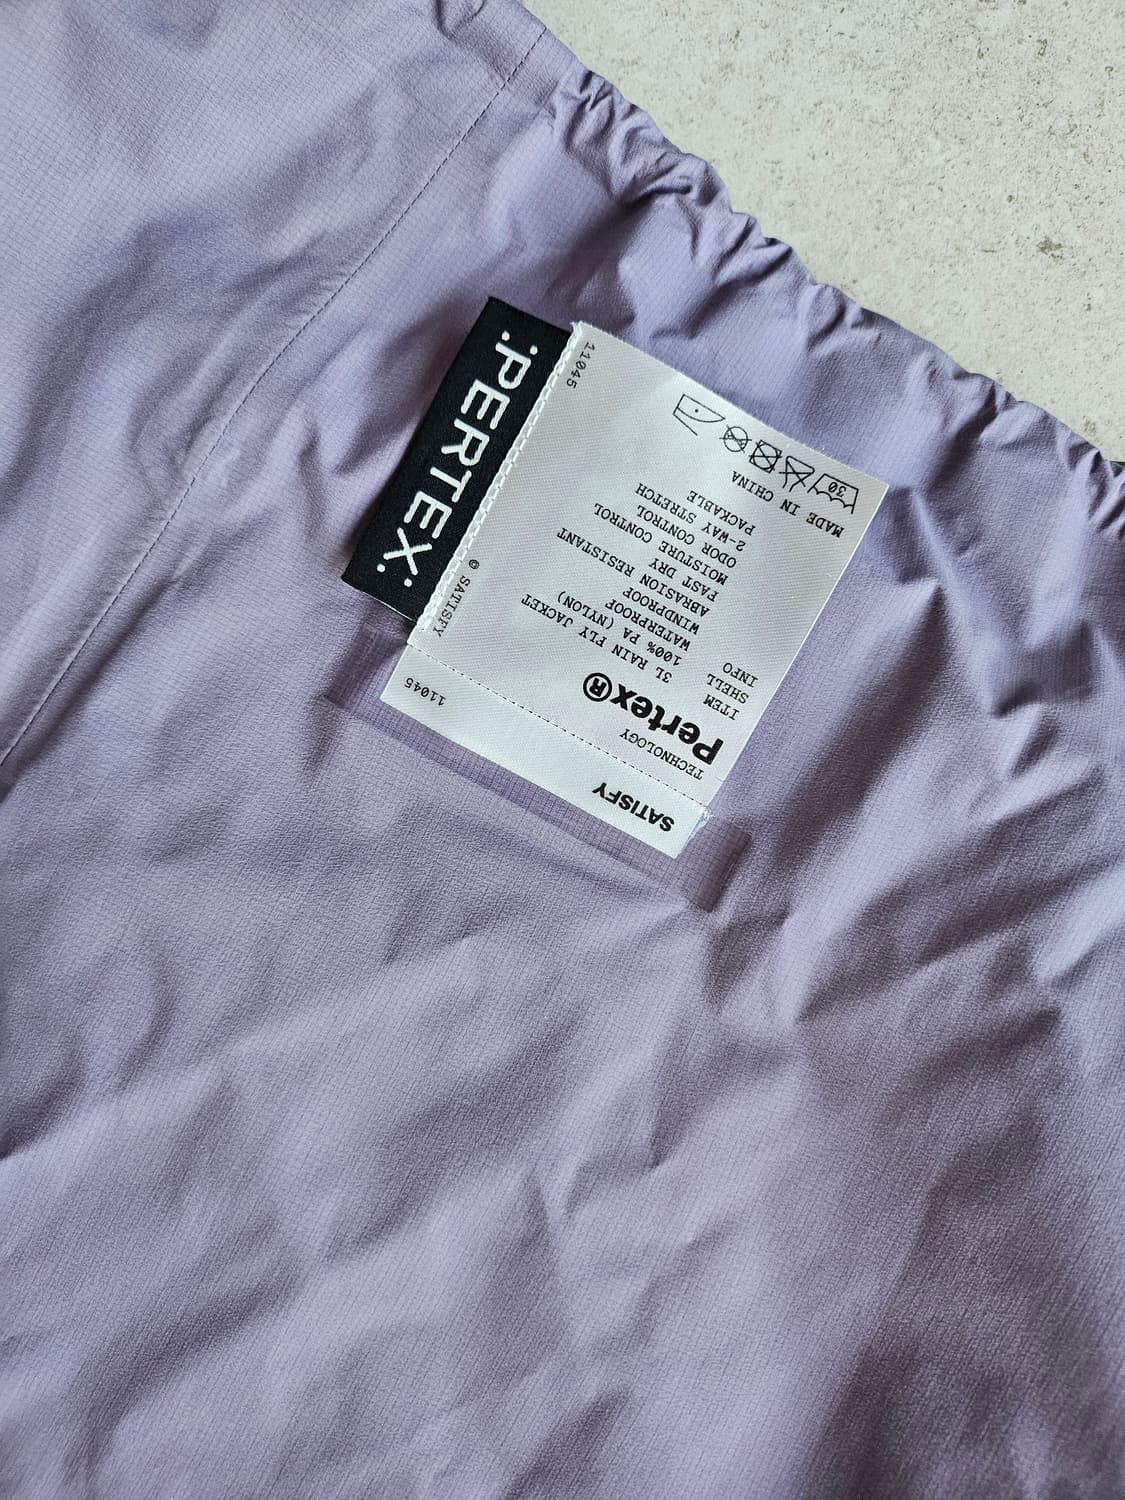 SATISFY
11045
TECHNOLOGY
Pertex®
ITEM 3L RAIN FLY JACKET
SHELL 100% PA (NYLON)
INFO WATERPROOF
WINDPROOF
ABRASION RESISTANT
FAST DRY
MOISTURE CONTROL
ODOR CONTROL
2-WAY STRETCH
PACKABLE
MADE IN CHINA
30
© SATISFY
11045
PERTEX